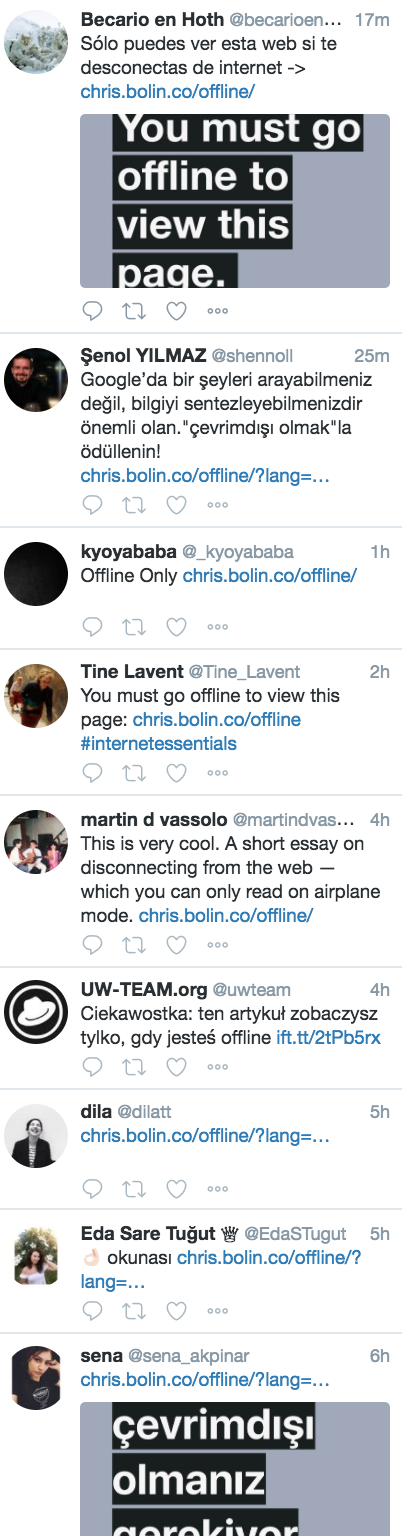 Becario en Hoth @becarioen... 17m
Sólo puedes ver esta web si te
desconectas de internet ->
chris.bolin.co/offline/
You must go
offline to
view this
page.
Şenol YILMAZ @shennoll 25m
Google’da bir şeyleri arayabilmeniz
değil, bilgiyi sentezleyebilmenizdir
önemli olan."çevrimdışı olmak"la
ödüllenin!
chris.bolin.co/offline/?lang=…
kyoyababa @_kyoyababa 1h
Offline Only chris.bolin.co/offline/
Tine Lavent @Tine_Lavent 2h
You must go offline to view this
page: chris.bolin.co/offline
#internetessentials
martin d vassolo @martindvas... 4h
This is very cool. A short essay on
disconnecting from the web —
which you can only read on airplane
mode. chris.bolin.co/offline/
UW-TEAM.org @uwteam 4h
Ciekawostka: ten artykuł zobaczysz
tylko, gdy jesteś offline ift.tt/2tPb5rx
dila @dilatt 5h
chris.bolin.co/offline/?lang=…
Eda Sare Tuğut @EdaSTugut 5h
👌🏻 okunası chris.bolin.co/offline/?
lang=…
sena @sena_akpinar 6h
chris.bolin.co/offline/?lang=…
çevrimdışı
olmanız
gerekiyor